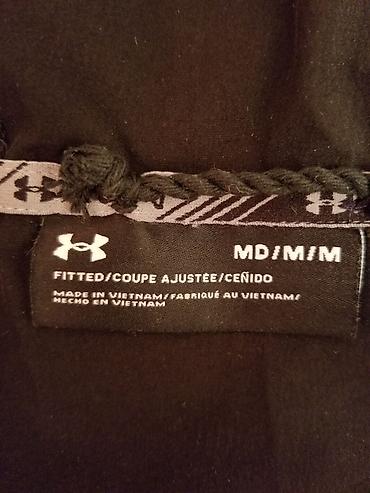 MD/M/M
FITTED/COUPE AJUSTÉE/CEÑIDO
MADE IN VIETNAM/FABRIQUÉ AU VIETNAM/
HECHO EN VIETNAM